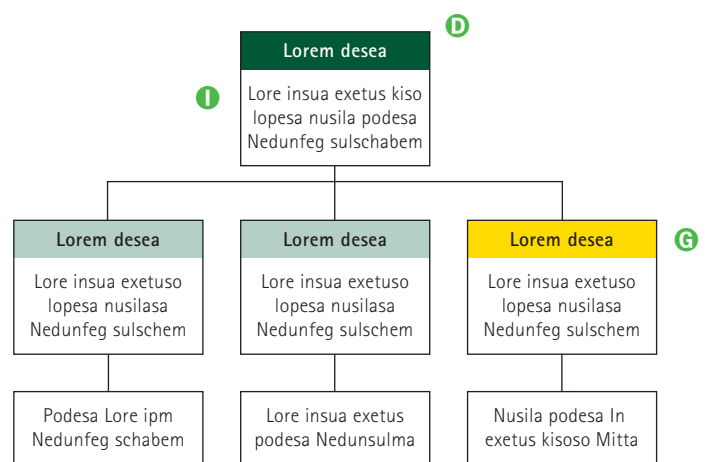 D
Lorem desea
I
Lore insua exetus kiso
lopesa nusila podesa
Nedunfeg sulschabem
Lorem desea
Lore insua exetuso
lopesa nusilasa
Nedunfeg sulschem
Lorem desea
Lore insua exetuso
lopesa nusilasa
Nedunfeg sulschem
Lorem desea
G
Lore insua exetuso
lopesa nusilasa
Nedunfeg sulschem
Podesa Lore ipm
Nedunfeg schabem
Lore insua exetus
podesa Nedunsulma
Nusila podesa In
exetus kisoso Mitta